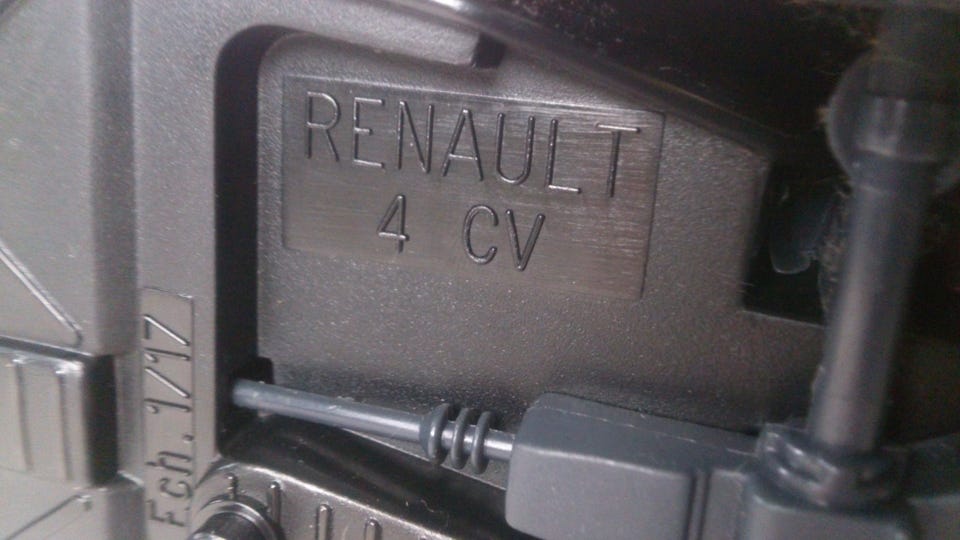 RENAULT
4 CV
Ech. 1/17